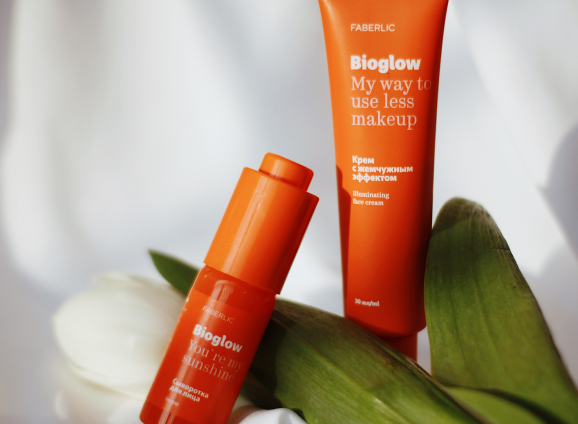 FABERLIC
Bioglow
My way to
use less
makeup
Крем
с жемчужным
эффектом
Illuminating
face cream
50 мл/ml
FABERLIC
Bioglow
You're my
sunshine
Сыворотка
для лица